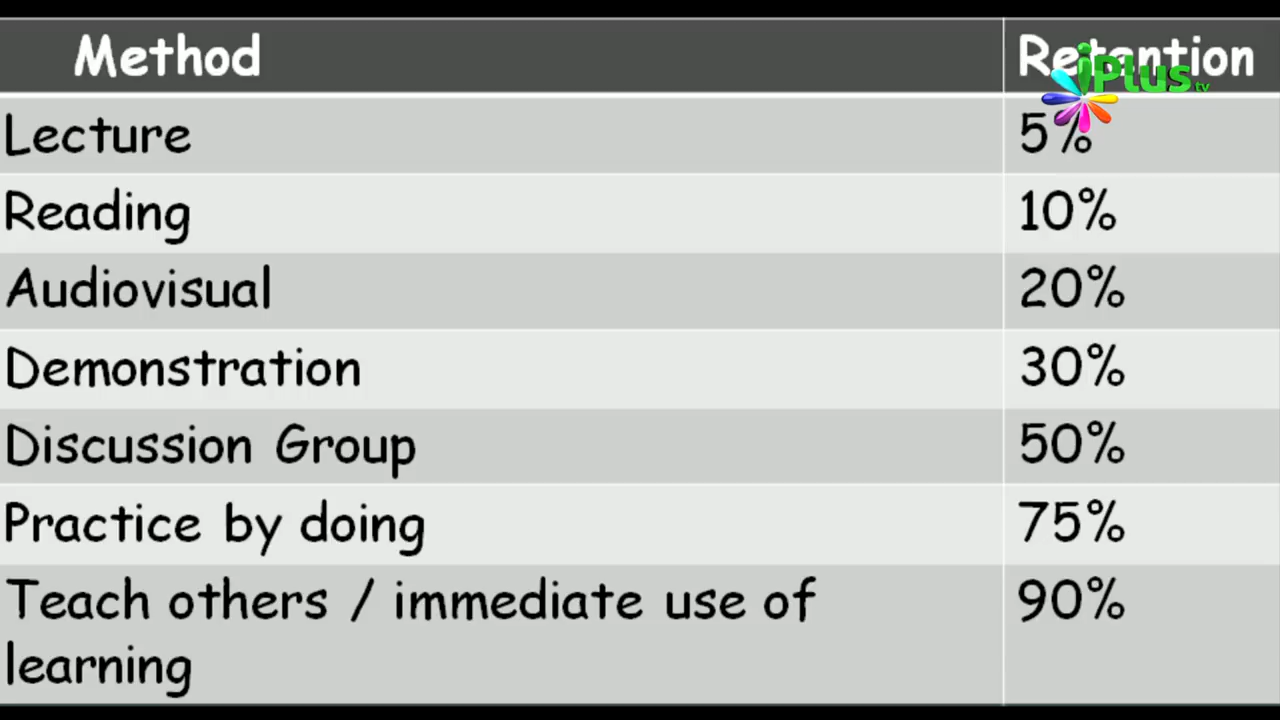 Method Retention
iPlus tv
Lecture 5%
Reading 10%
Audiovisual 20%
Demonstration 30%
Discussion Group 50%
Practice by doing 75%
Teach others / immediate use of 90%
learning